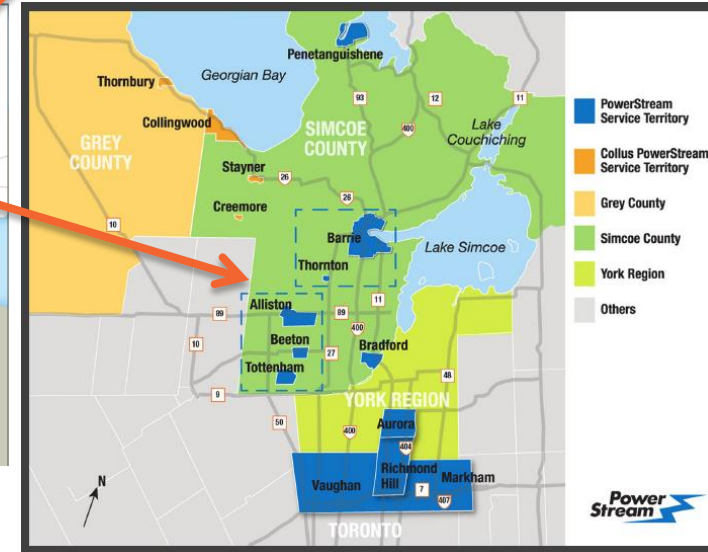 Penetanguishene
Georgian Bay
Thornbury
93
12
11
Collingwood
400
SIMCOE
COUNTY
Lake
Couchiching
GREY
COUNTY
Stayner
26
26
Creemore
10
Barrie
Lake Simcoe
Thornton
11
Alliston
89
89
400
10
Beeton
27
Bradford
Tottenham
48
9
YORK REGION
50
400
Aurora
404
Richmond
Hill
Vaughan
7
Markham
407
TORONTO
N
PowerStream
Service Territory
Collus PowerStream
Service Territory
Grey County
Simcoe County
York Region
Others
Power
Stream